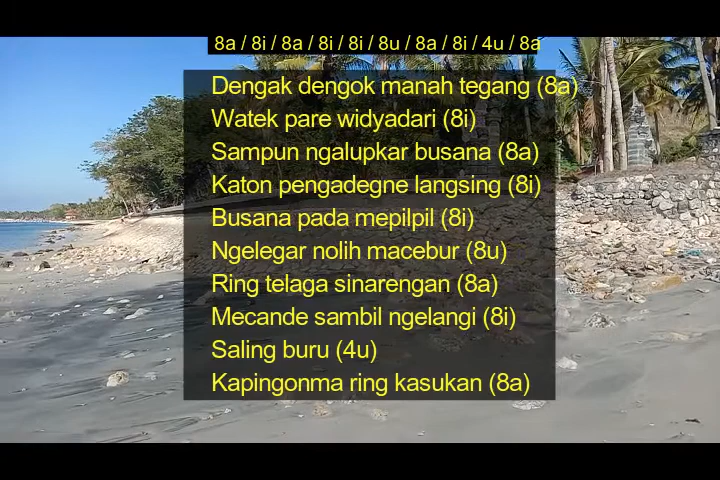 8a / 8i / 8a / 8i / 8i / 8u / 8a / 8i / 4u / 8a
Dengak dengok manah tegang (8a)
Watek pare widyadari (8i)
Sampun ngalupkar busana (8a)
Katon pengadegne langsing (8i)
Busana pada mepilpil (8i)
Ngelegar nolih macebur (8u)
Ring telaga sinarengan (8a)
Mecande sambil ngelangi (8i)
Saling buru (4u)
Kapingonma ring kasukan (8a)